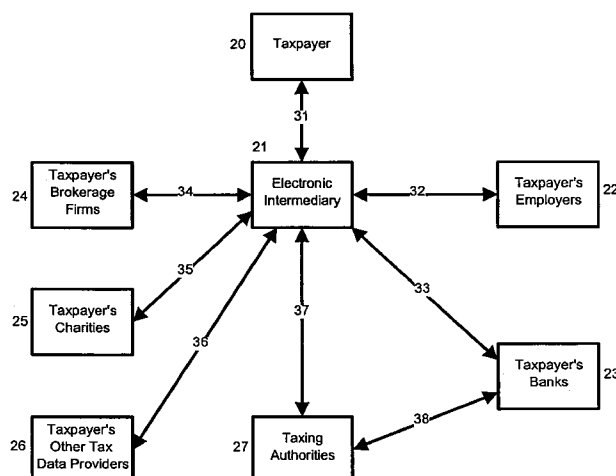 20
Taxpayer
31
21
24
Taxpayer's
Brokerage
Firms
34
Electronic
Intermediary
32
Taxpayer's
Employers
22
35
25
Taxpayer's
Charities
36
37
33
Taxpayer's
Banks
23
26
Taxpayer's
Other Tax
Data Providers
27
Taxing
Authorities
38